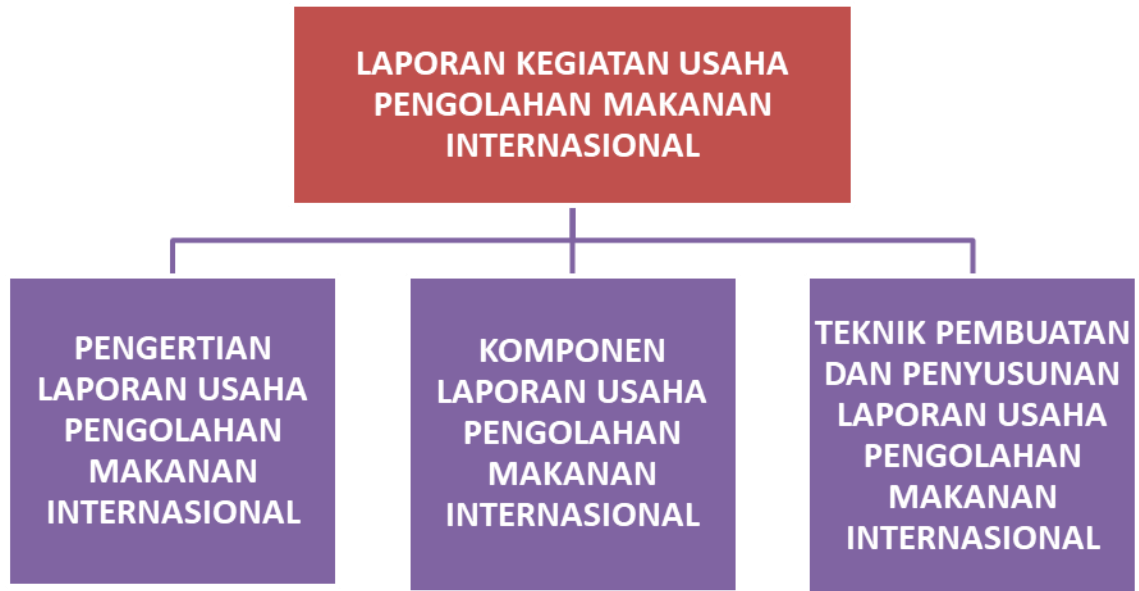 LAPORAN KEGIATAN USAHA
PENGOLAHAN MAKANAN
INTERNASIONAL
PENGERTIAN
LAPORAN USAHA
PENGOLAHAN
MAKANAN
INTERNASIONAL
KOMPONEN
LAPORAN USAHA
PENGOLAHAN
MAKANAN
INTERNASIONAL
TEKNIK PEMBUATAN
DAN PENYUSUNAN
LAPORAN USAHA
PENGOLAHAN
MAKANAN
INTERNASIONAL